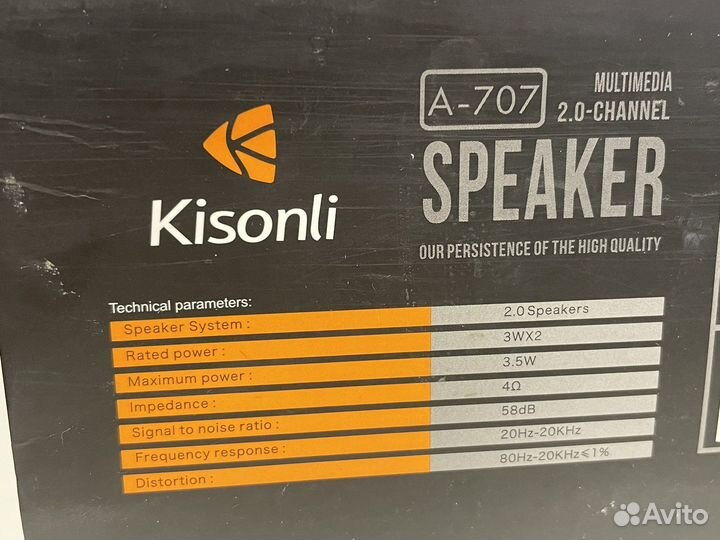 Kisonli
A-707
MULTIMEDIA
2.0-CHANNEL
SPEAKER
OUR PERSISTENCE OF THE HIGH QUALITY
Technical parameters:
Speaker System : 2.0 Speakers
Rated power : 3WX2
Maximum power : 3.5W
Impedance : 4Ω
Signal to noise ratio : 58dB
Frequency response : 20Hz-20KHz
Distortion : 80Hz-20KHz≤1%
Avito